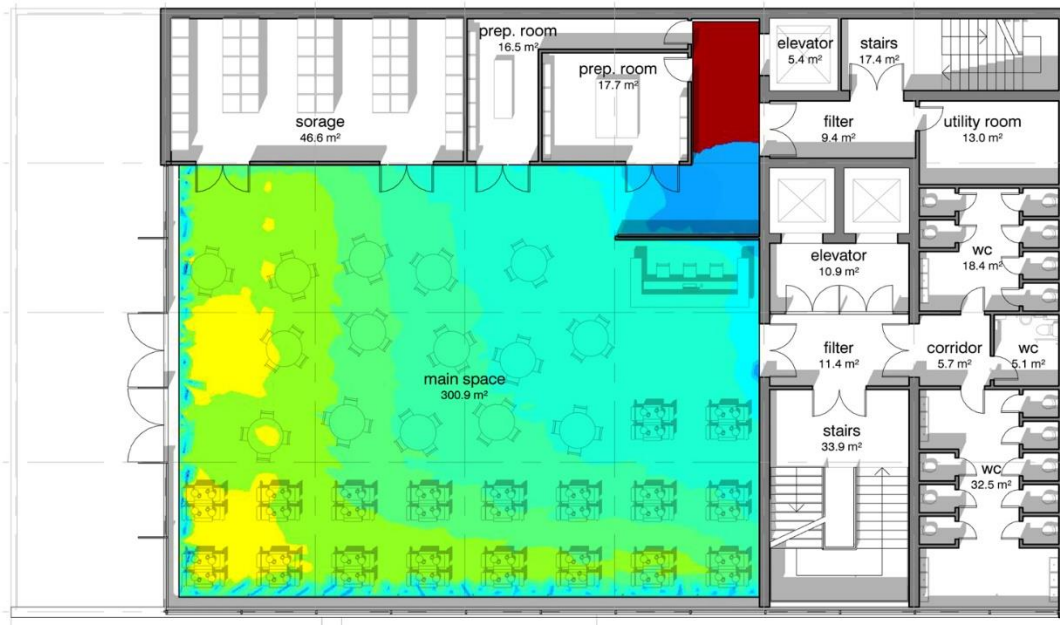 prep. room
16.5 m²
elevator
5.4 m²
stairs
17.4 m²
prep. room
17.7 m²
sorage
46.6 m²
filter
9.4 m²
utility room
13.0 m²
wc
18.4 m²
elevator
10.9 m²
filter
11.4 m²
corridor
5.7 m²
wc
5.1 m²
main space
300.9 m²
stairs
33.9 m²
wc
32.5 m²